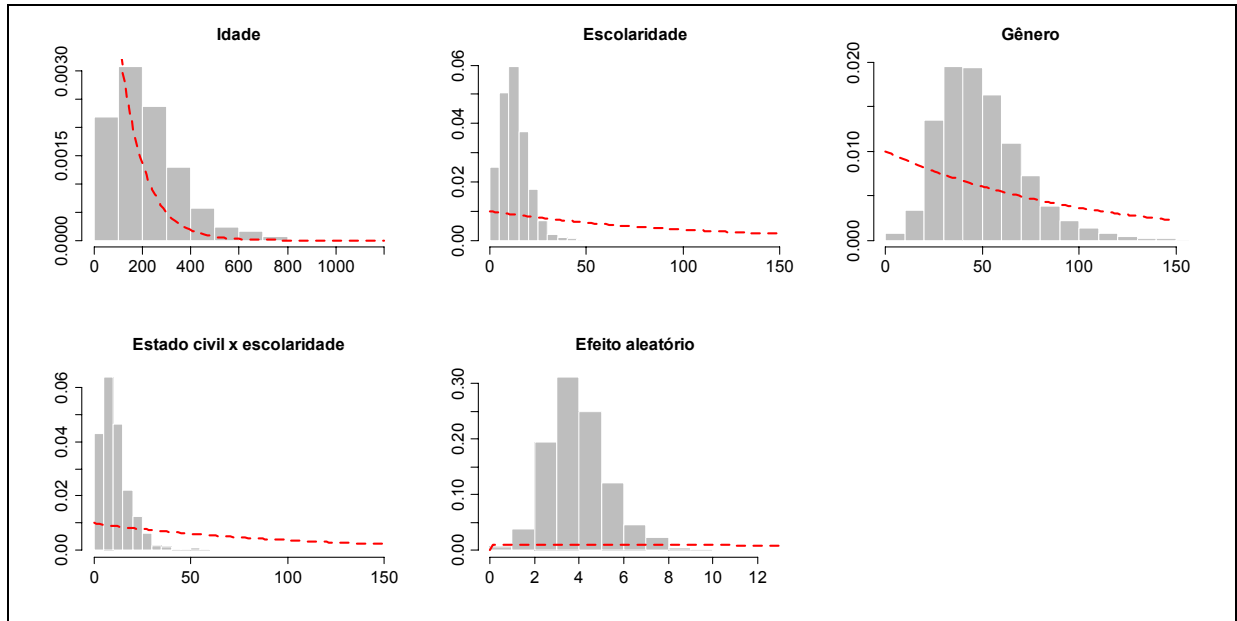 Idade
0.0000 0.0015 0.0030
0 200 400 600 800 1000
Escolaridade
0.00 0.02 0.04 0.06
0 50 100 150
Gênero
0.000 0.010 0.020
0 50 100 150
Estado civil x escolaridade
0.00 0.02 0.04 0.06
0 50 100 150
Efeito aleatório
0.00 0.10 0.20 0.30
0 2 4 6 8 10 12